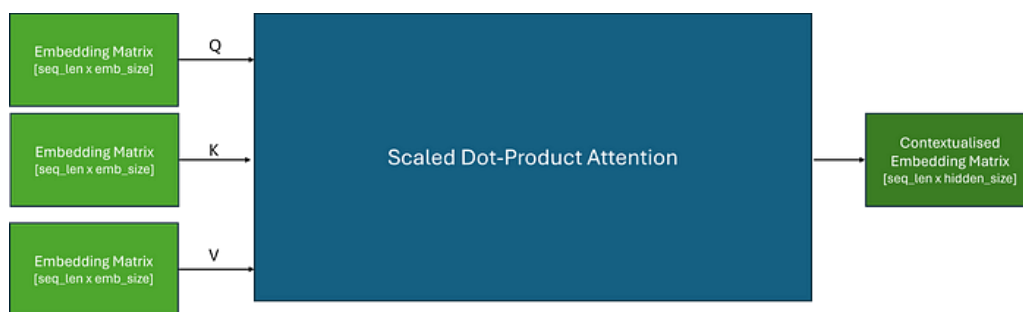 Embedding Matrix
[seq_len x emb_size]
Q
Embedding Matrix
[seq_len x emb_size]
K
Embedding Matrix
[seq_len x emb_size]
V
Scaled Dot-Product Attention
Contextualised
Embedding Matrix
[seq_len x hidden_size]